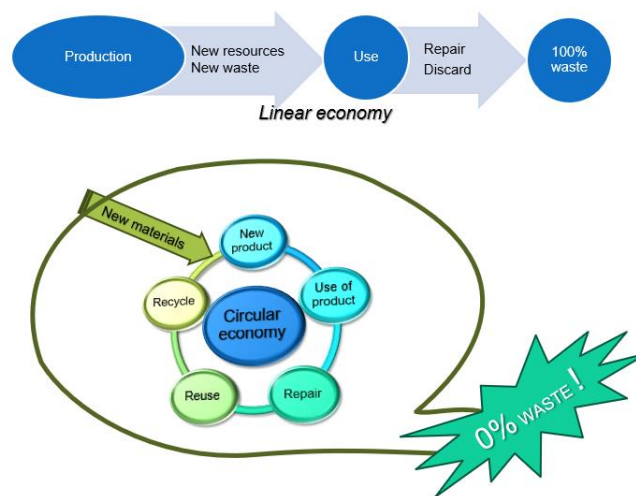 Production
New resources
New waste
Use
Repair
Discard
100%
waste
Linear economy
New materials
New
product
Use of
product
Repair
Reuse
Recycle
Circular
economy
0% WASTE !